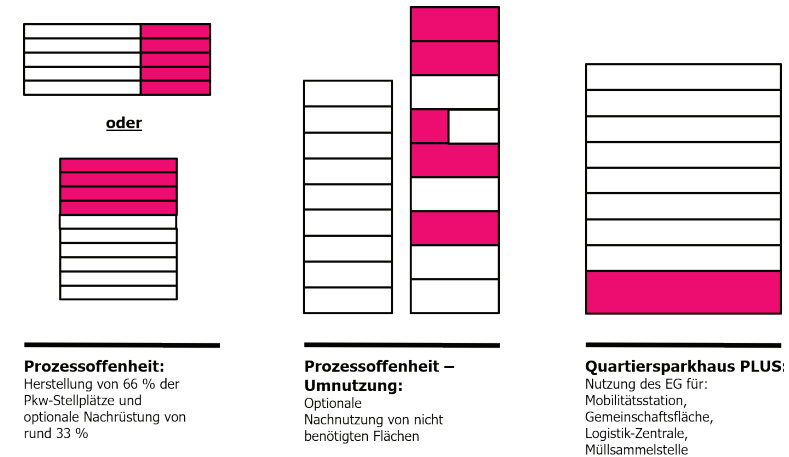 oder
Prozessoffenheit:
Herstellung von 66 % der
Pkw-Stellplätze und
optionale Nachrüstung von
rund 33 %
Prozessoffenheit –
Umnutzung:
Optionale
Nachnutzung von nicht
benötigten Flächen
Quartiersparkhaus PLUS:
Nutzung des EG für:
Mobilitätsstation,
Gemeinschaftsfläche,
Logistik-Zentrale,
Müllsammelstelle